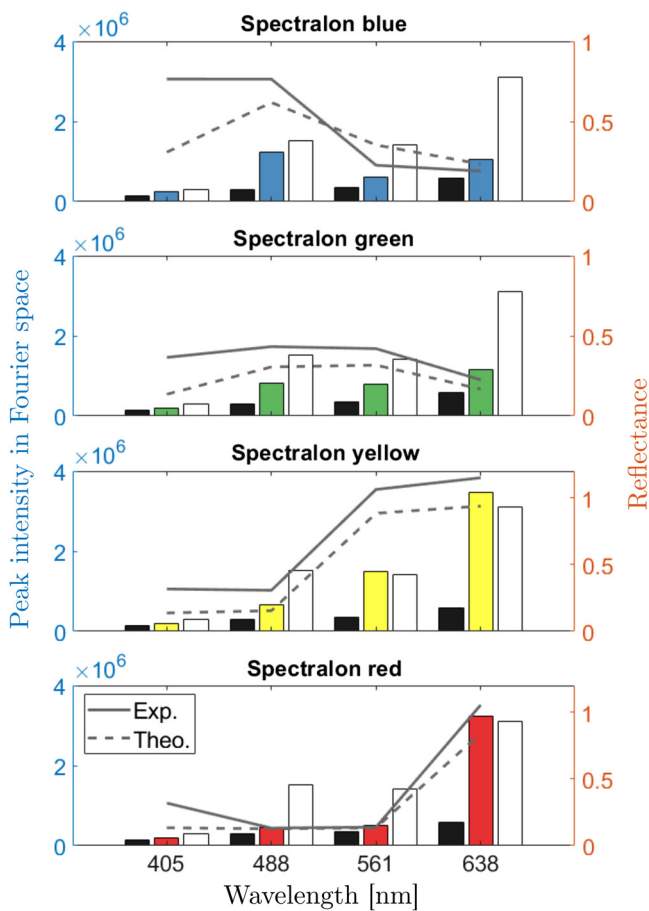 Spectralon blue
×10⁶
4
2
0
1
0.5
0
Spectralon green
×10⁶
4
2
0
1
0.5
0
Spectralon yellow
×10⁶
4
2
0
1
0.5
0
Spectralon red
×10⁶
4
2
0
1
0.5
0
Exp.
Theo.
405 488 561 638
Wavelength [nm]
Peak intensity in Fourier space
Reflectance